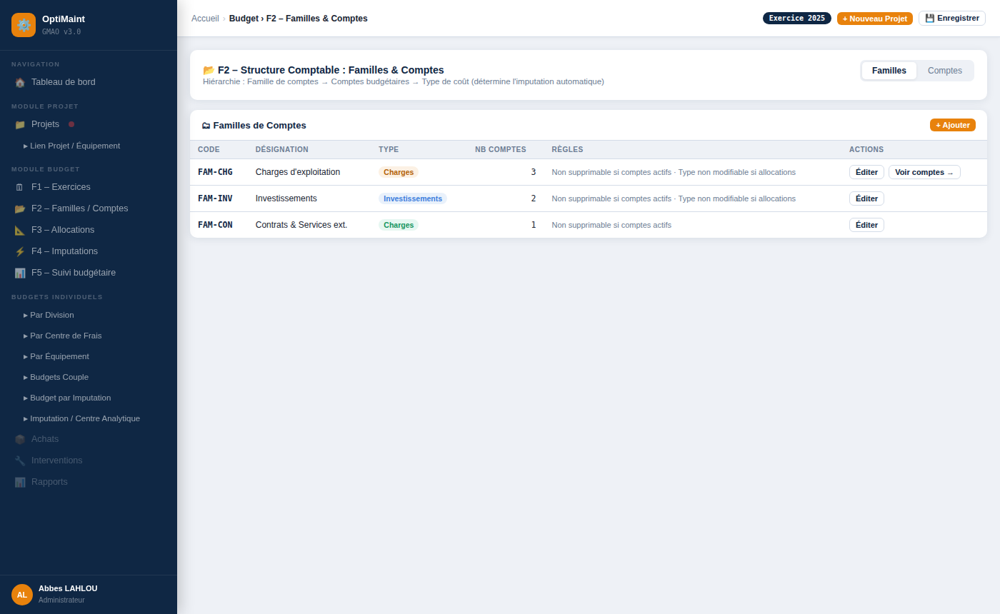 OptiMaint
GMAO v3.0
NAVIGATION
Tableau de bord
MODULE PROJET
Projets
▸ Lien Projet / Équipement
MODULE BUDGET
F1 – Exercices
F2 – Familles / Comptes
F3 – Allocations
F4 – Imputations
F5 – Suivi budgétaire
BUDGETS INDIVIDUELS
▸ Par Division
▸ Par Centre de Frais
▸ Par Équipement
▸ Budgets Couple
▸ Budget par Imputation
▸ Imputation / Centre Analytique
Achats
Interventions
Rapports
AL
Abbes LAHLOU
Administrateur
Accueil › Budget › F2 – Familles & Comptes
Exercice 2025
+ Nouveau Projet
Enregistrer
F2 – Structure Comptable : Familles & Comptes
Hiérarchie : Famille de comptes → Comptes budgétaires → Type de coût (détermine l'imputation automatique)
Familles
Comptes
Familles de Comptes
+ Ajouter
CODE DÉSIGNATION TYPE NB COMPTES RÈGLES ACTIONS
FAM-CHG Charges d'exploitation Charges 3 Non supprimable si comptes actifs · Type non modifiable si allocations Éditer Voir comptes →
FAM-INV Investissements Investissements 2 Non supprimable si comptes actifs · Type non modifiable si allocations Éditer
FAM-CON Contrats & Services ext. Charges 1 Non supprimable si comptes actifs Éditer